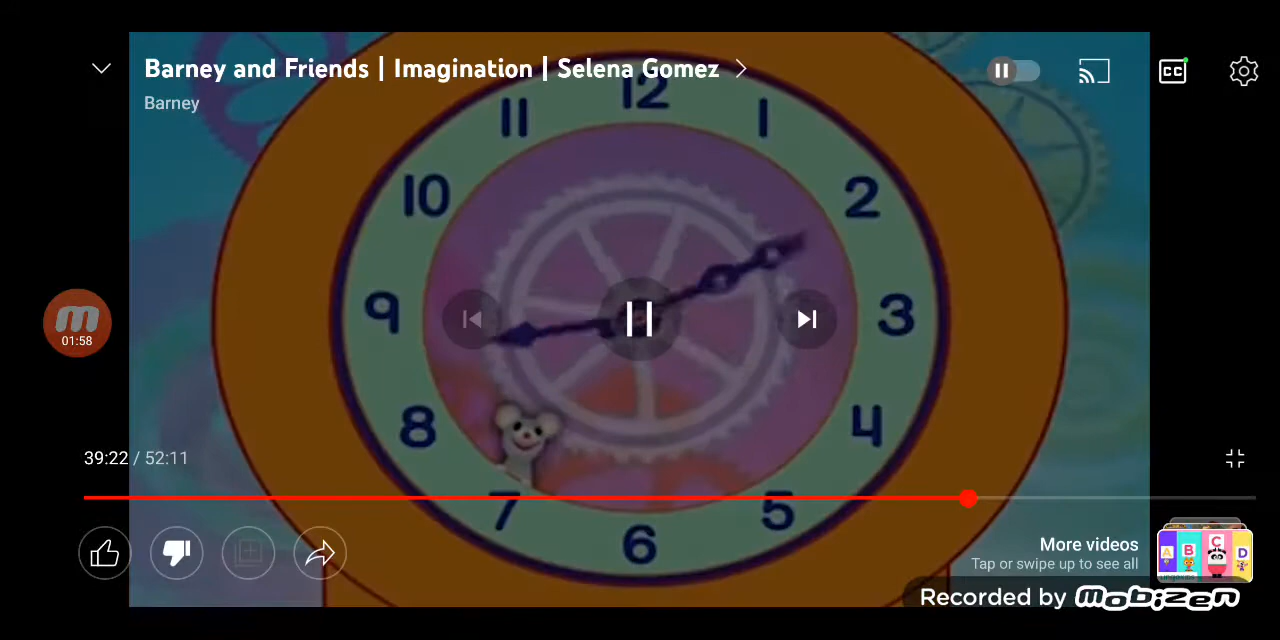 Barney and Friends | Imagination | Selena Gomez
Barney
CC
12
11
1
10
2
9
3
8
4
7
5
6
01:58
39:22 / 52:11
More videos
Tap or swipe up to see all
A B C D
Recorded by mobizen